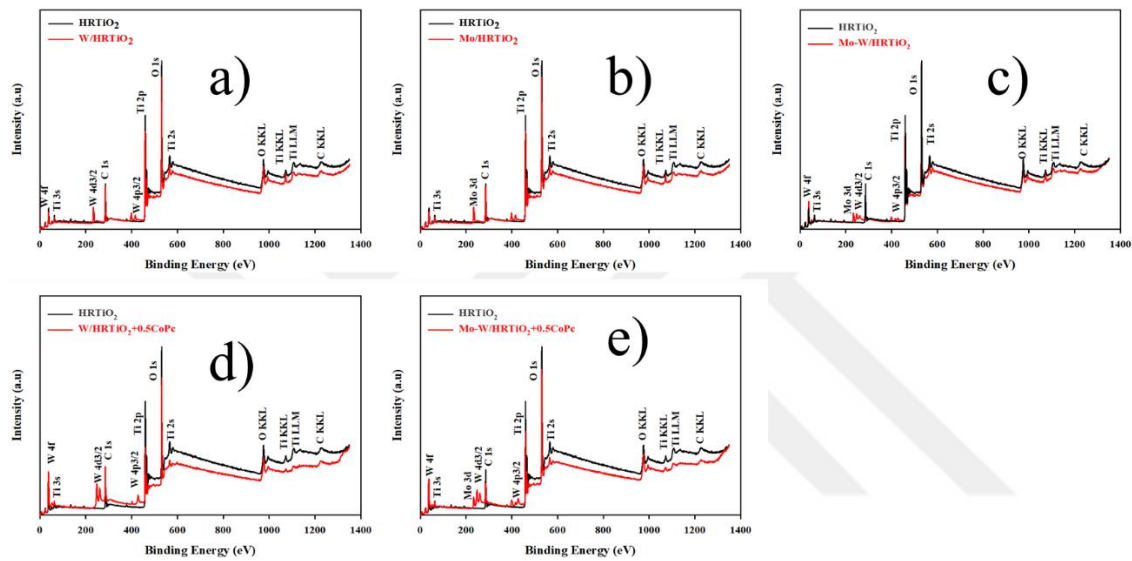 HRTiO₂
W/HRTiO₂
a)
Intensity (a.u)
W 4f
Ti 3s
W 4d3/2
C 1s
W 4p3/2
Ti 2p
O 1s
Ti 2s
O KKL
Ti KKL
Ti LLM
C KKL
0 200 400 600 800 1000 1200 1400
Binding Energy (eV)
HRTiO₂
Mo/HRTiO₂
b)
Intensity (a.u)
Ti 3s
Mo 3d
C 1s
Ti 2p
O 1s
Ti 2s
O KKL
Ti KKL
Ti LLM
C KKL
0 200 400 600 800 1000 1200 1400
Binding Energy (eV)
HRTiO₂
Mo-W/HRTiO₂
c)
Intensity (a.u)
W 4f
Ti 3s
Mo 3d
W 4d3/2
C 1s
W 4p3/2
Ti 2p
O 1s
Ti 2s
O KKL
Ti KKL
Ti LLM
C KKL
0 200 400 600 800 1000 1200 1400
Binding Energy (eV)
HRTiO₂
W/HRTiO₂+0.5CoPc
d)
Intensity (a.u)
W 4f
Ti 3s
W 4d3/2
C 1s
W 4p3/2
Ti 2p
O 1s
Ti 2s
O KKL
Ti KKL
Ti LLM
C KKL
0 200 400 600 800 1000 1200 1400
Binding Energy (eV)
HRTiO₂
Mo-W/HRTiO₂+0.5CoPc
e)
Intensity (a.u)
W 4f
Ti 3s
Mo 3d
W 4d3/2
C 1s
W 4p3/2
Ti 2p
O 1s
Ti 2s
O KKL
Ti KKL
Ti LLM
C KKL
0 200 400 600 800 1000 1200 1400
Binding Energy (eV)